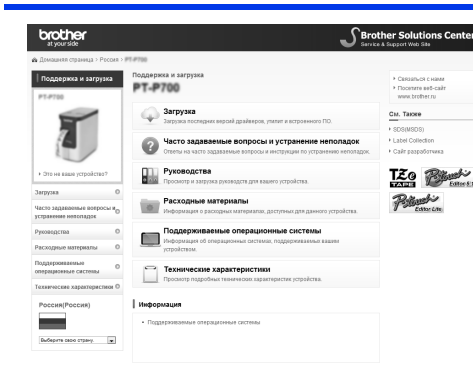 brother
at your side
Brother Solutions Center
Service & Support Web Site
Домашняя страница > Россия > PT-P700
Поддержка и загрузка
PT-P700
Это не ваше устройство?
Загрузка
Часто задаваемые вопросы и
устранение неполадок
Руководства
Расходные материалы
Поддерживаемые
операционные системы
Технические характеристики
Россия(Россия)
Выберите свою страну.
Поддержка и загрузка
PT-P700
Загрузка
Загрузка последних версий драйверов, утилит и встроенного ПО.
Часто задаваемые вопросы и устранение неполадок
Ответы на часто задаваемые вопросы и инструкции по устранению неполадок.
Руководства
Просмотр и загрузка руководств для вашего устройства.
Расходные материалы
Информация о расходных материалах, доступных для данного устройства.
Поддерживаемые операционные системы
Информация об операционных системах, поддерживаемых вашим
устройством.
Технические характеристики
Просмотр подробных технических характеристик устройства.
Информация
Поддерживаемые операционные системы
Связаться с нами
Посетите веб-сайт
www.brother.ru
См. Также
SDS(MSDS)
Label Collection
Сайт разработчика
TZe
TAPE
P-touch
Editor
P-touch
Editor Lite